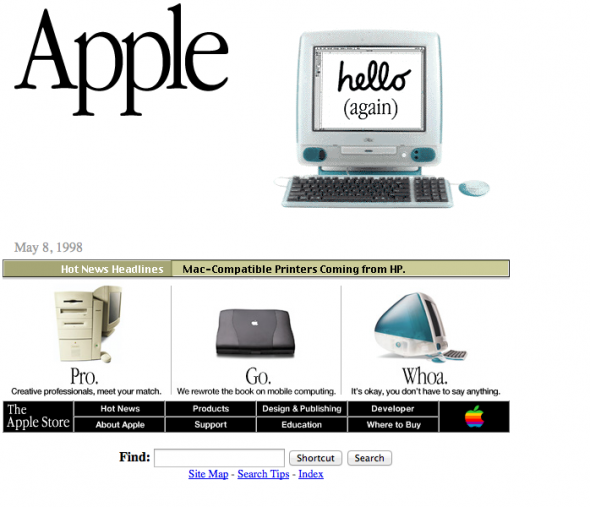 Apple
hello
(again)
May 8, 1998
Hot News Headlines Mac-Compatible Printers Coming from HP.
Pro. Go. Whoa.
Creative professionals, meet your match. We rewrote the book on mobile computing. It's okay, you don't have to say anything.
The Apple Store
Hot News Products Design & Publishing Developer
About Apple Support Education Where to Buy
Find: Shortcut Search
Site Map - Search Tips - Index